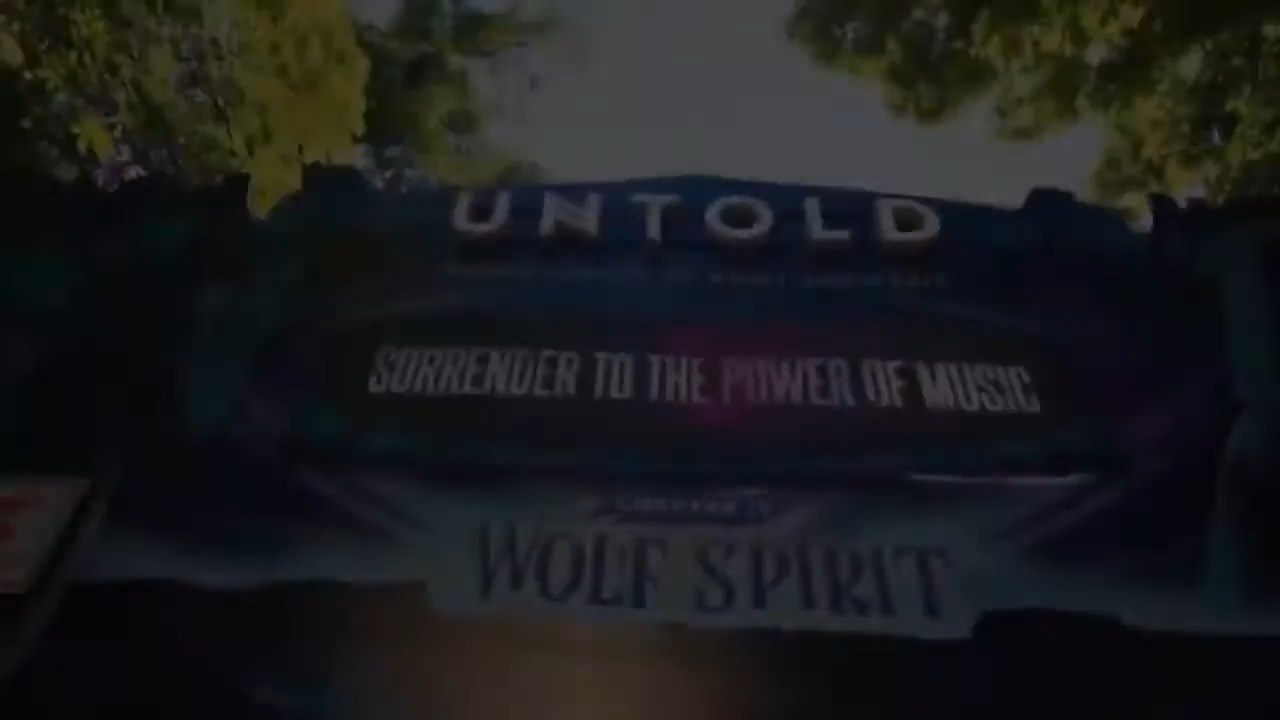 UNTOLD
SURRENDER TO THE POWER OF MUSIC
WOLF SPIRIT